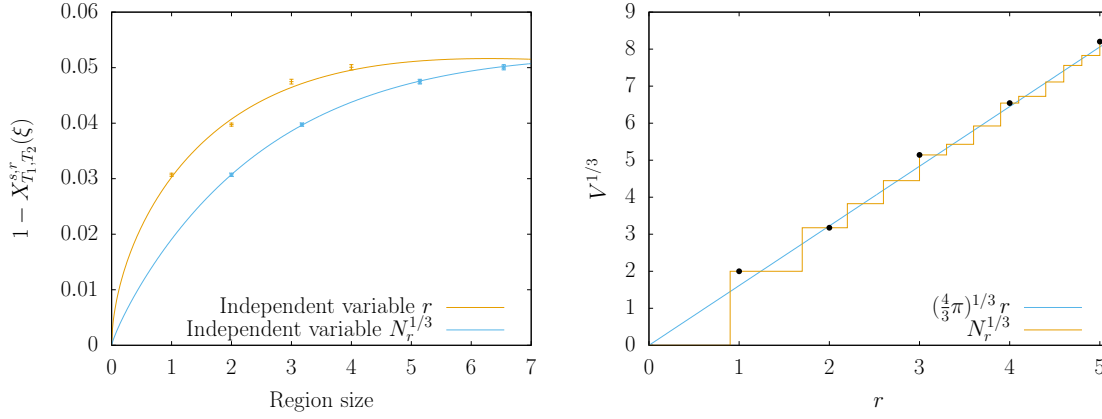 0.06
0.05
0.04
0.03
0.02
0.01
0
1 − X^{s,r}_{T_1,T_2}(ξ)
Independent variable r
Independent variable N_r^{1/3}
0 1 2 3 4 5 6 7
Region size
9
8
7
6
5
4
3
2
1
0
V^{1/3}
(4/3 π)^{1/3} r
N_r^{1/3}
0 1 2 3 4 5
r